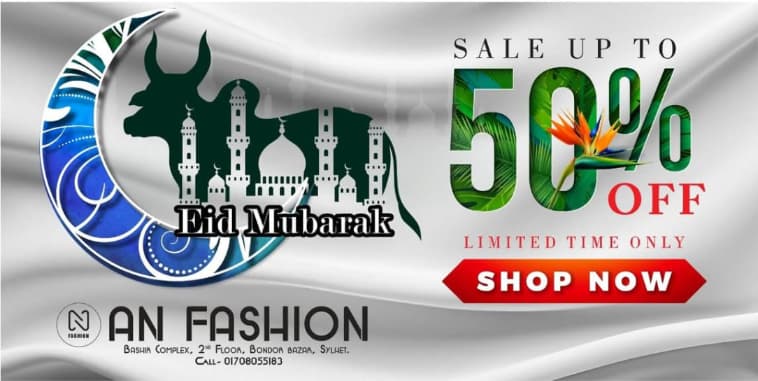 SALE UP TO
50%
OFF
Eid Mubarak
LIMITED TIME ONLY
SHOP NOW
N
FASHION
AN FASHION
BASHIR COMPLEX, 2nd FLOOR, BONDOR BAZAR, SYLHET.
CALL- 01708055183